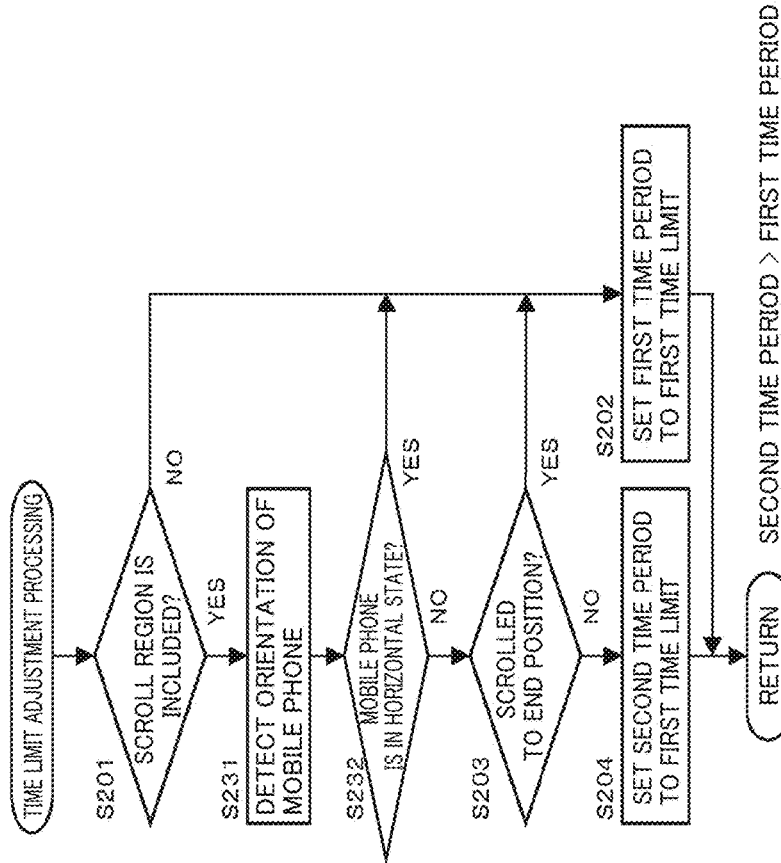 TIME LIMIT ADJUSTMENT PROCESSING
S201
SCROLL REGION IS
INCLUDED?
NO
YES
S231
DETECT ORIENTATION OF
MOBILE PHONE
S232
MOBILE PHONE
IS IN HORIZONTAL STATE?
YES
NO
S203
SCROLLED
TO END POSITION?
YES
NO
S204
SET SECOND TIME PERIOD
TO FIRST TIME LIMIT
S202
SET FIRST TIME PERIOD
TO FIRST TIME LIMIT
RETURN
SECOND TIME PERIOD > FIRST TIME PERIOD